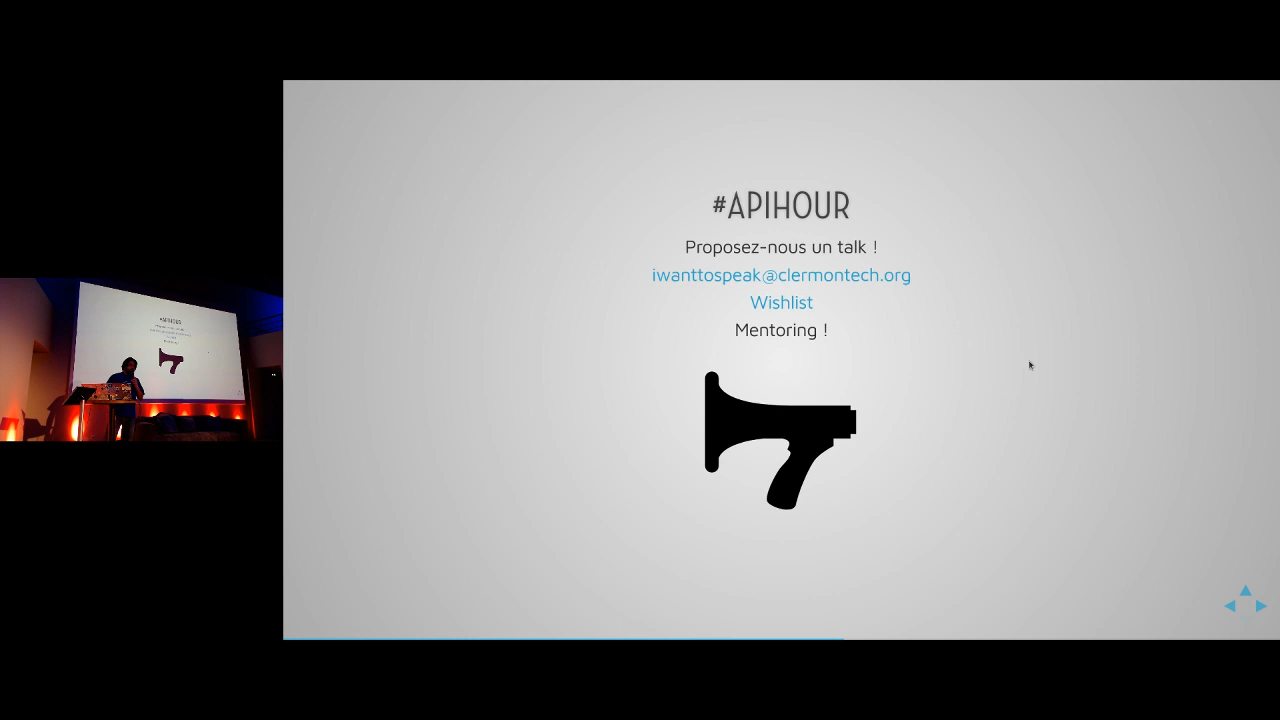 #APIHOUR
Proposez-nous un talk !
iwanttospeak@clermontech.org
Wishlist
Mentoring !